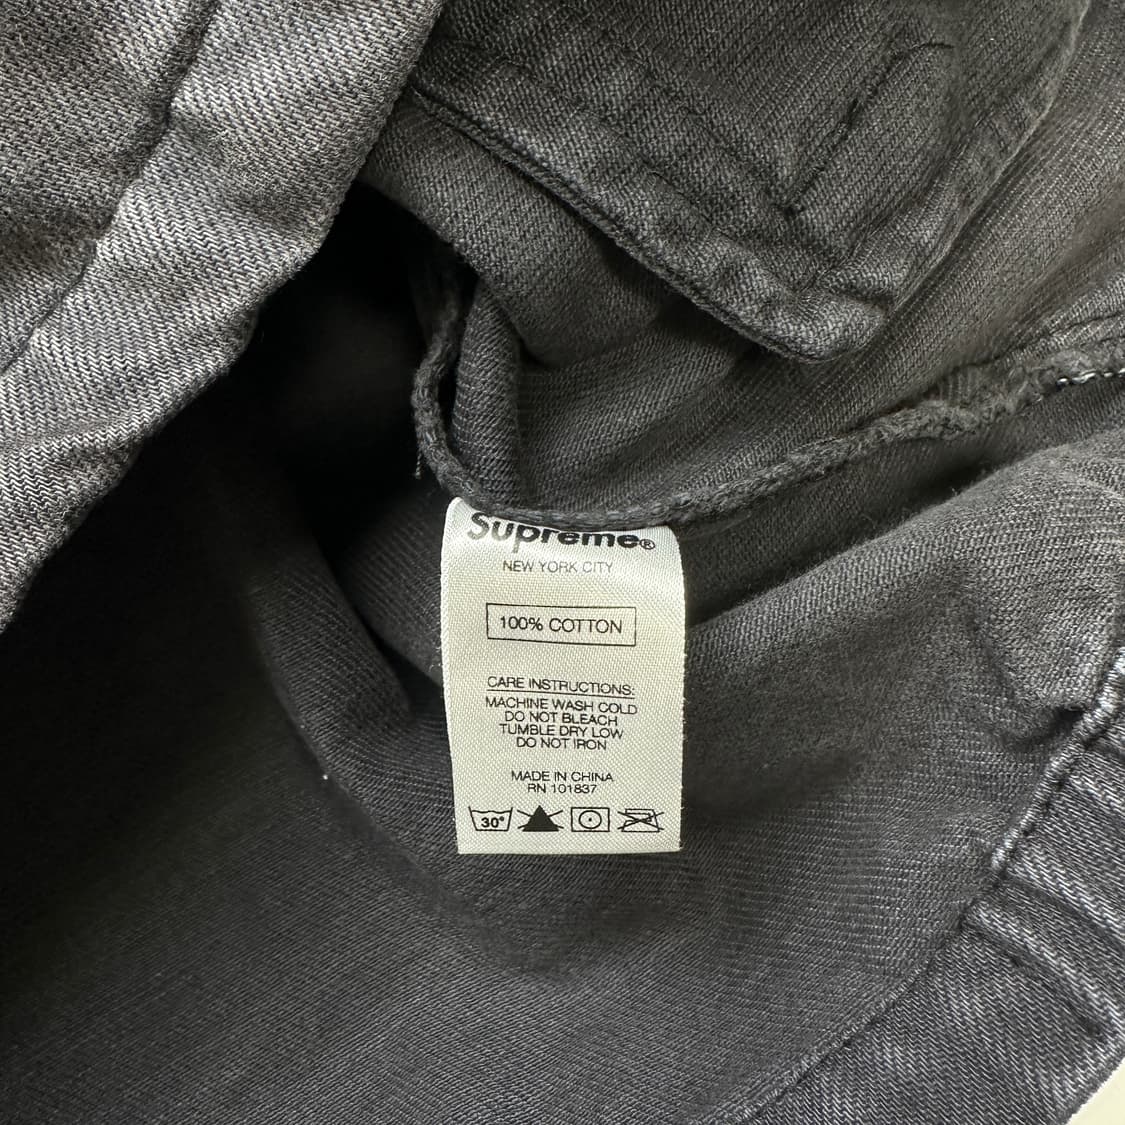 Supreme®
NEW YORK CITY
100% COTTON
CARE INSTRUCTIONS:
MACHINE WASH COLD
DO NOT BLEACH
TUMBLE DRY LOW
DO NOT IRON
MADE IN CHINA
RN 101837
30°